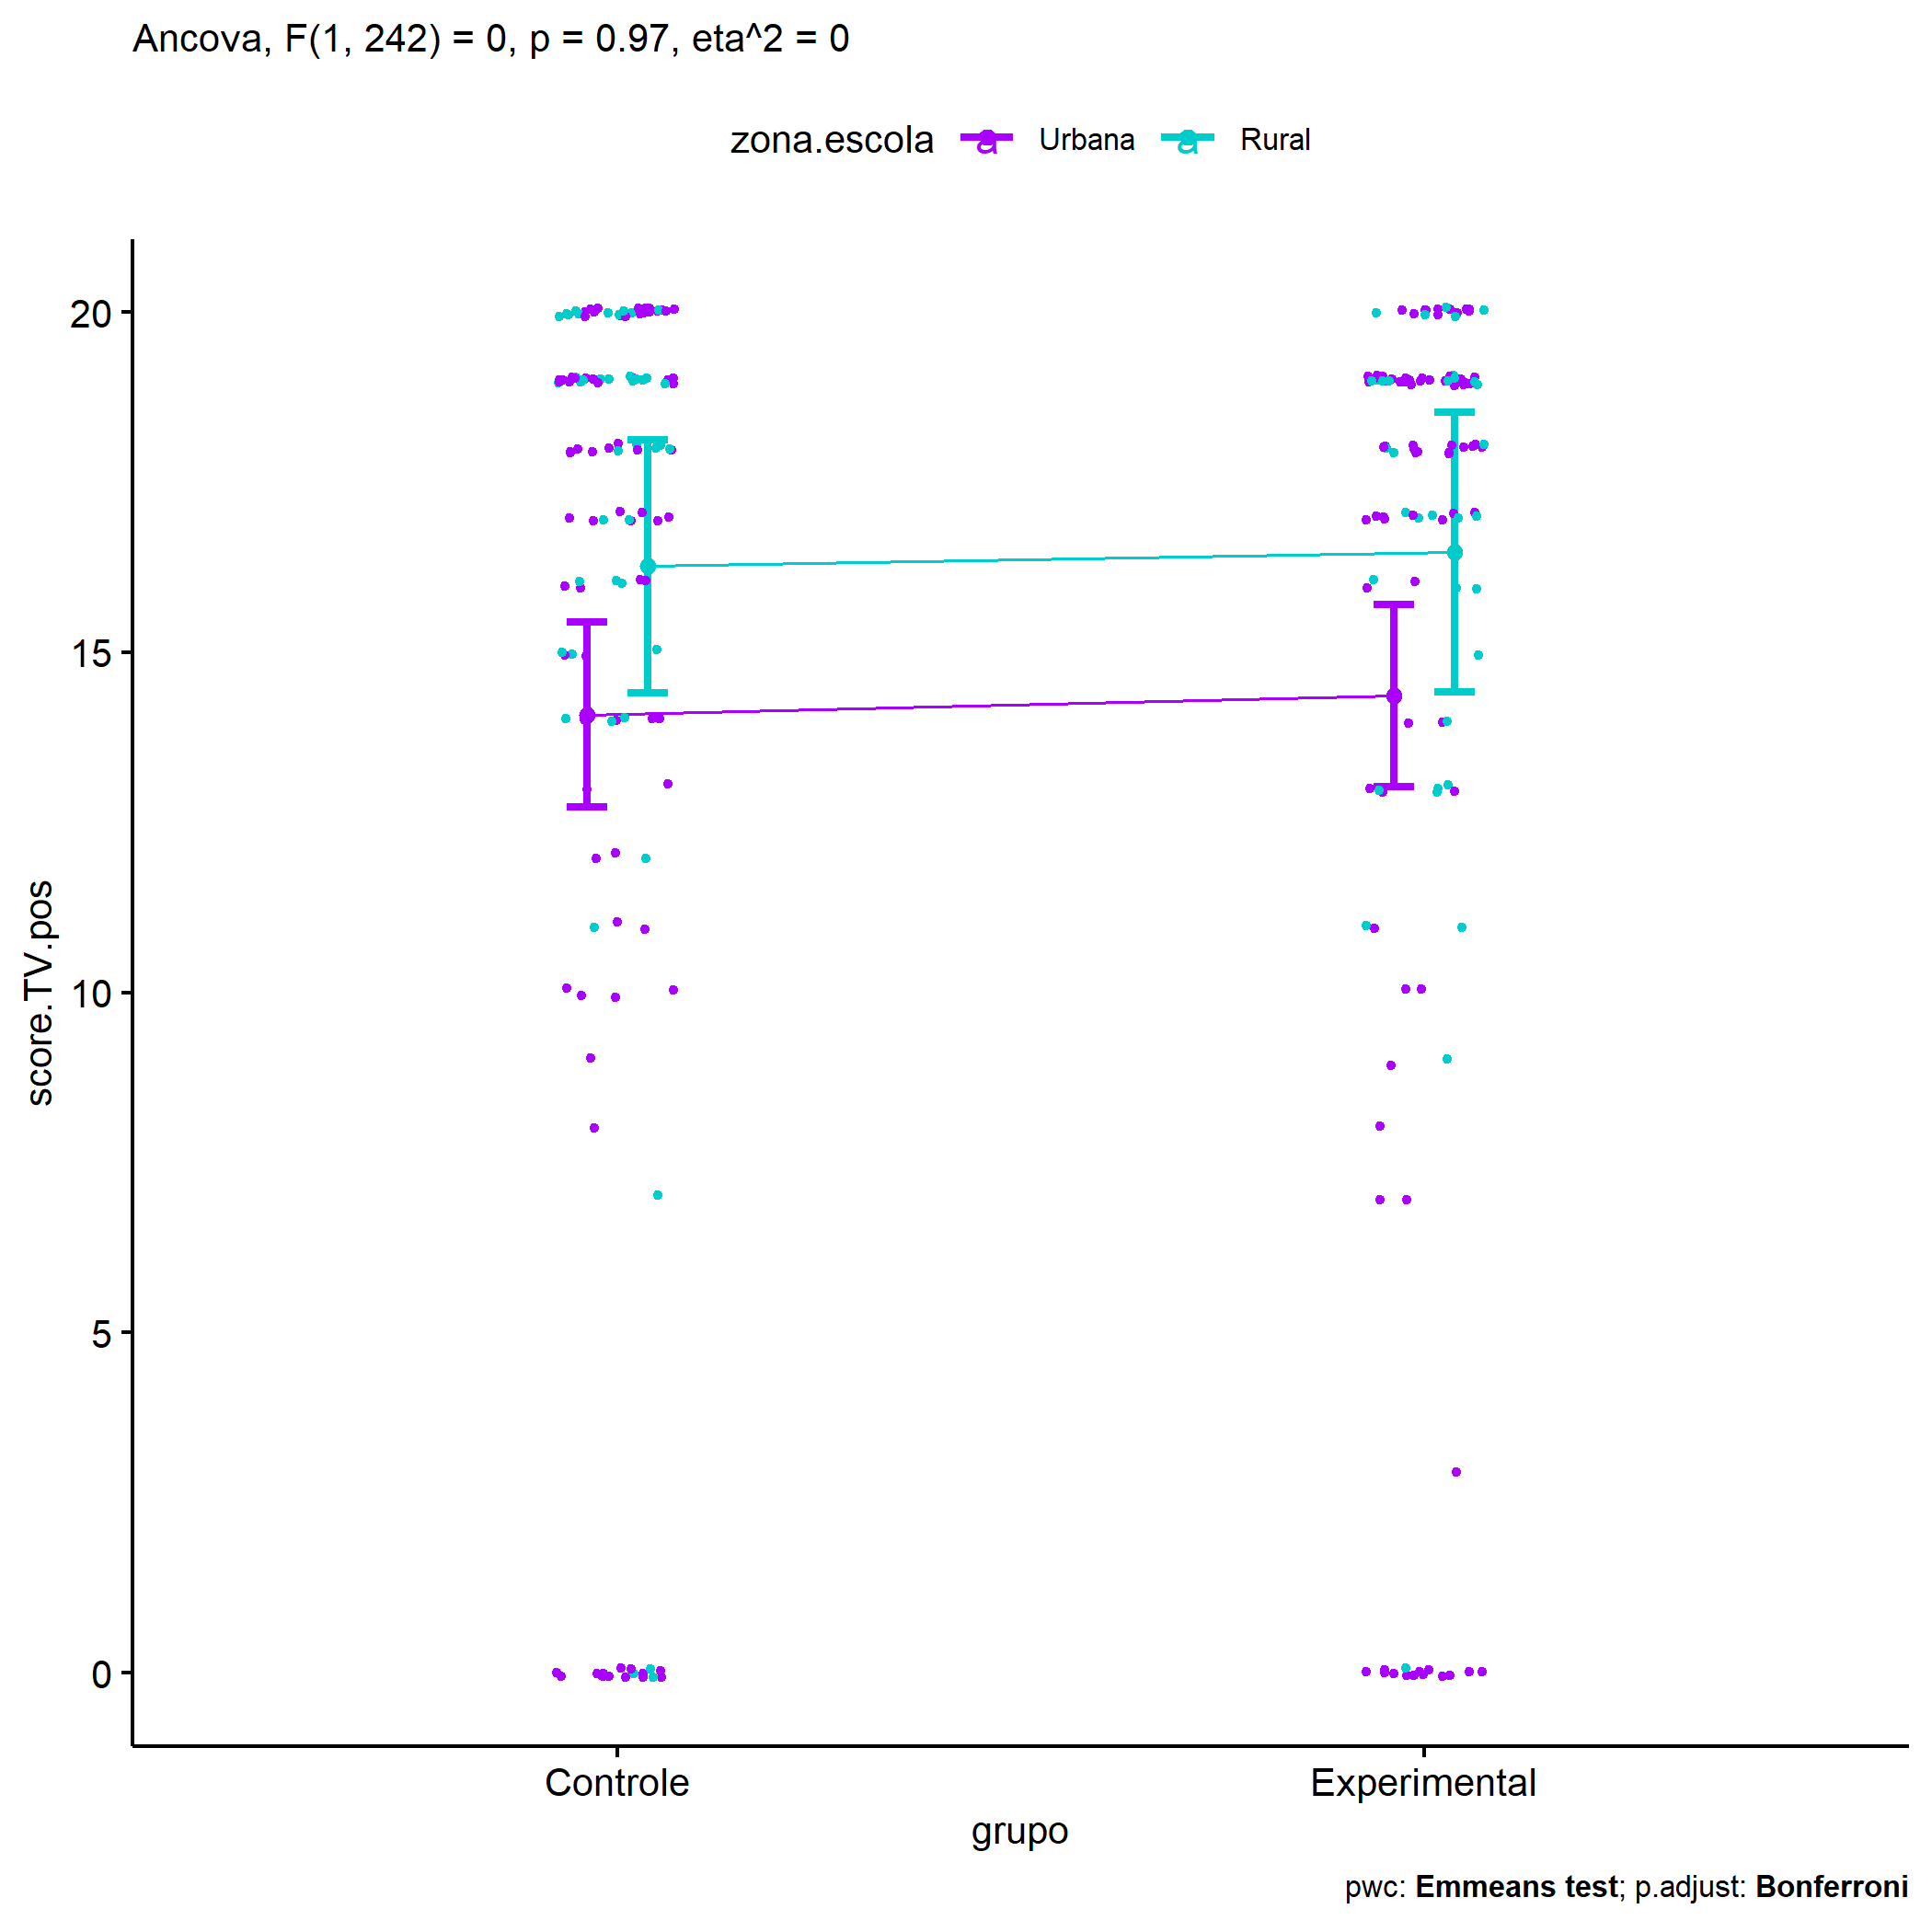 Ancova, F(1, 242) = 0, p = 0.97, eta^2 = 0
zona.escola a Urbana a Rural
20
15
10
5
0
score.TV.pos
Controle Experimental
grupo
pwc: Emmeans test; p.adjust: Bonferroni